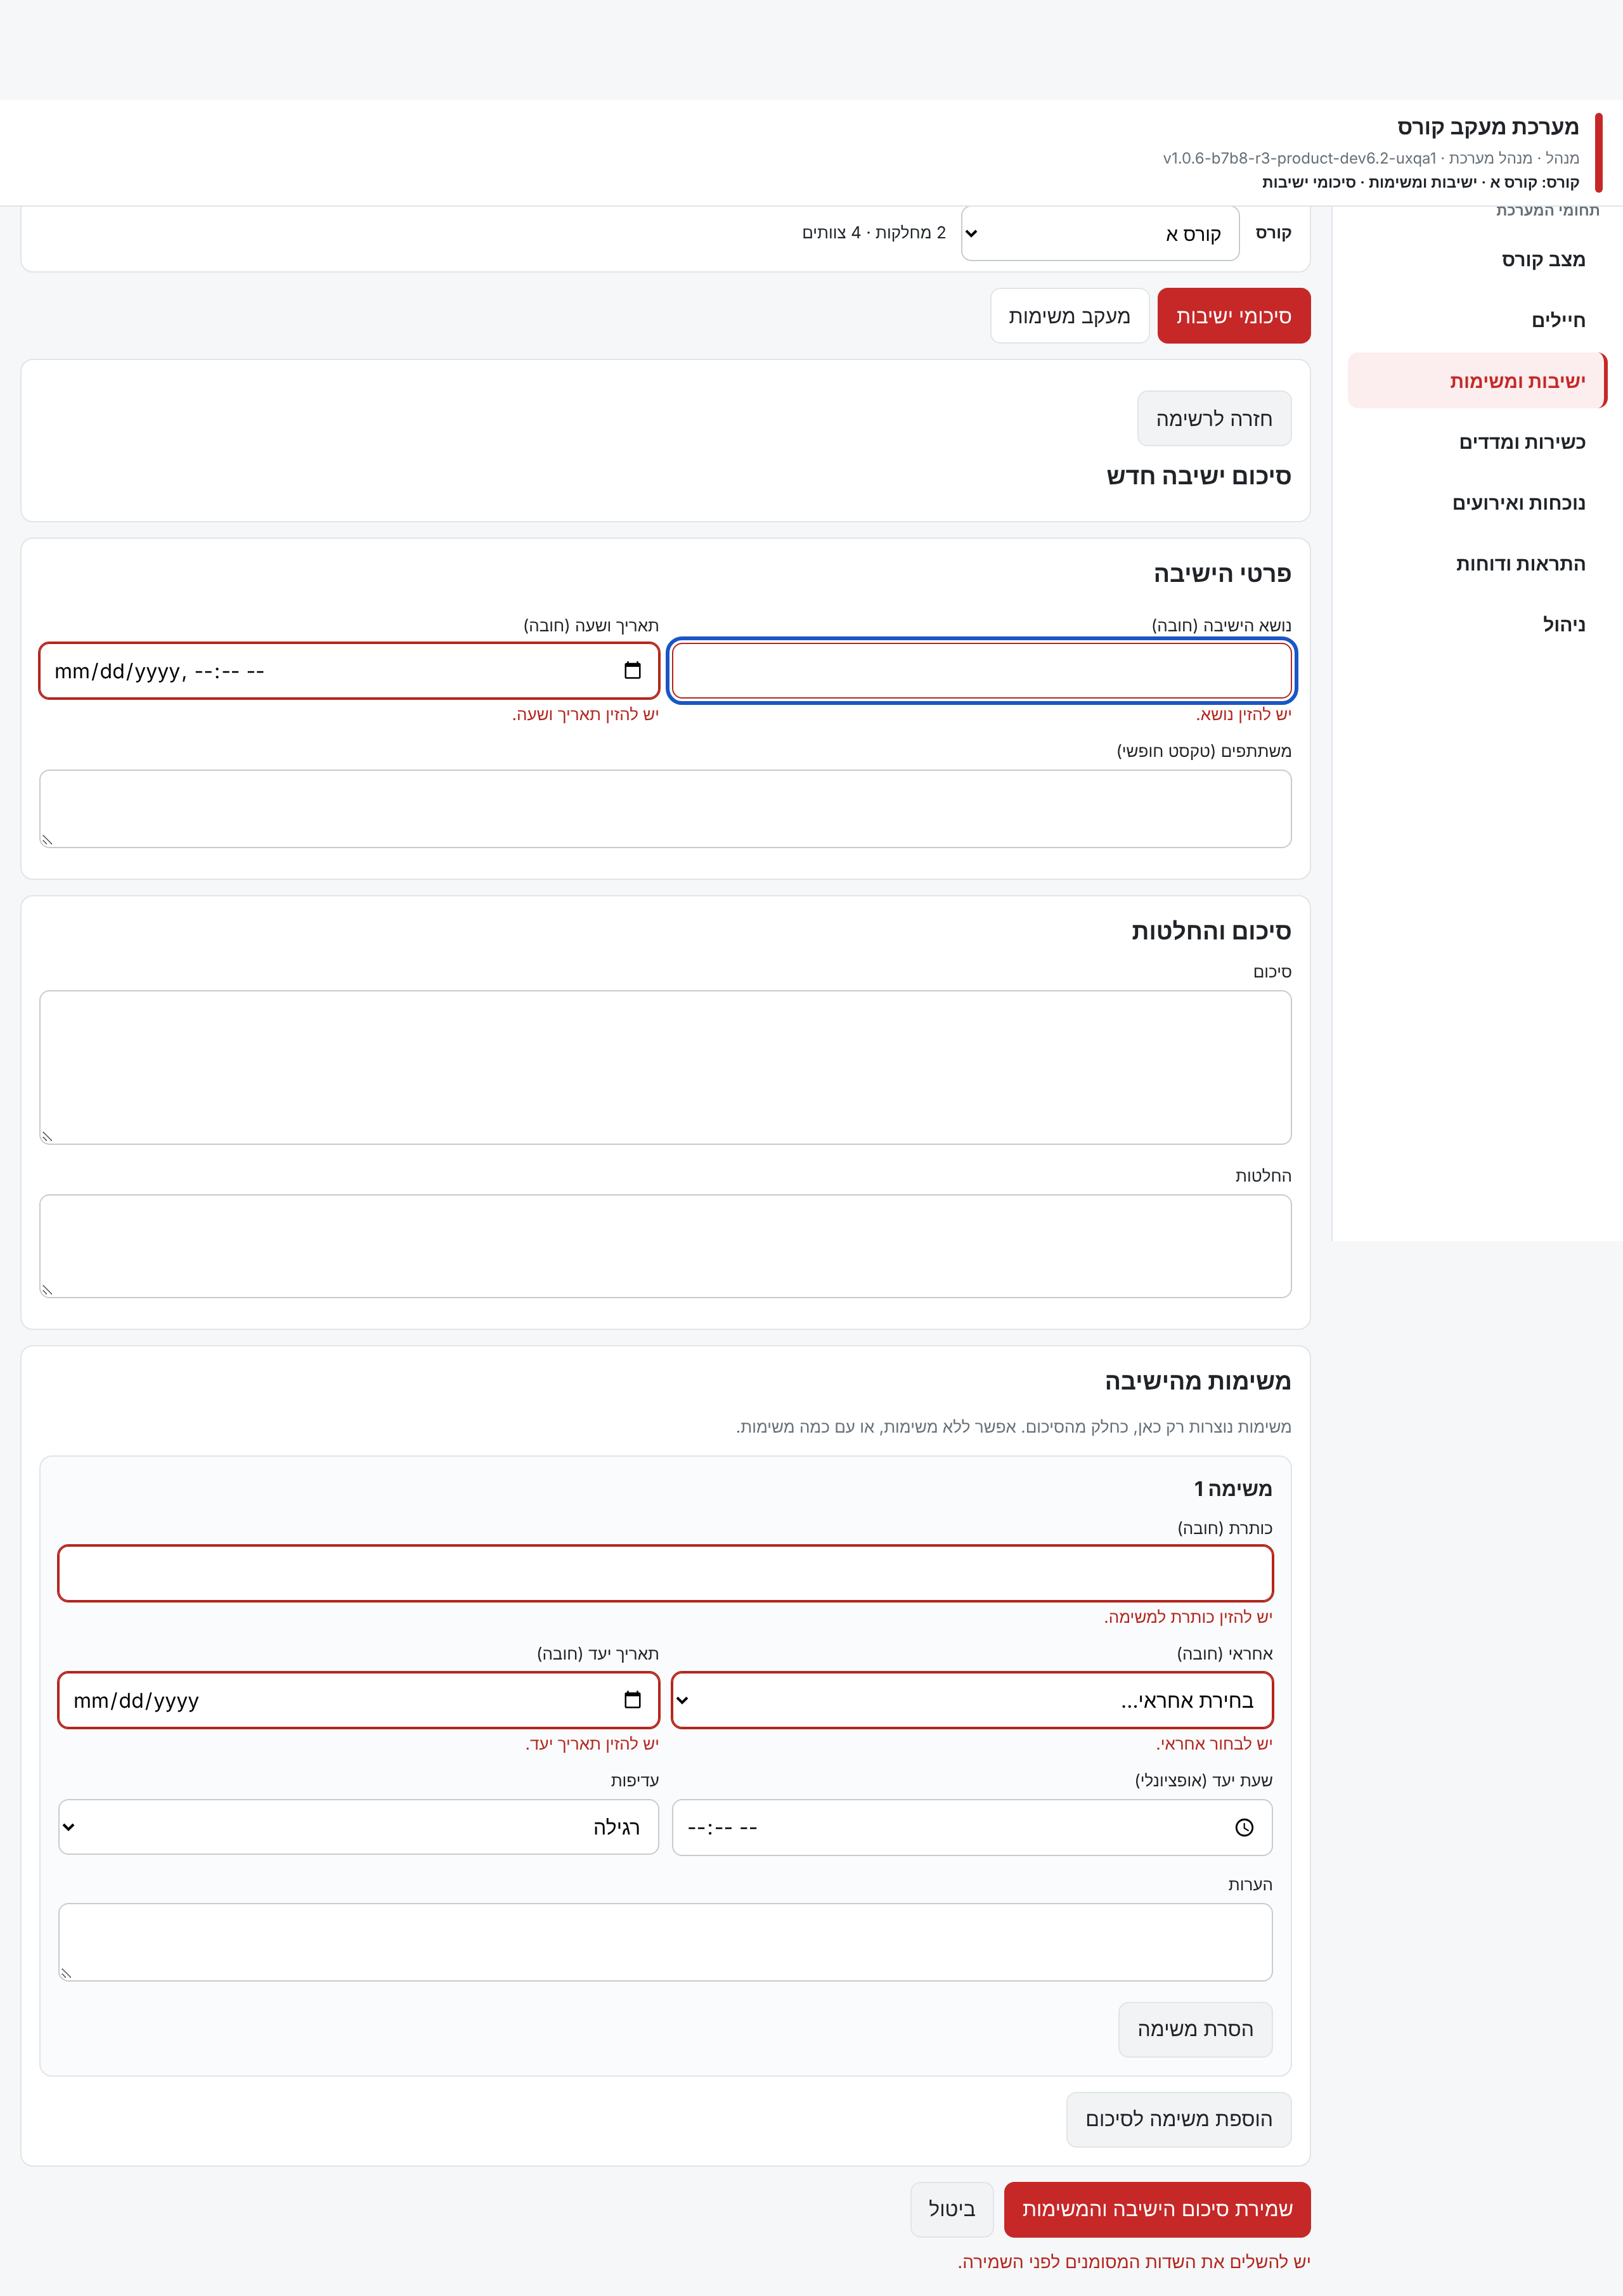 מערכת מעקב קורס
מנהל · מנהל מערכת · v1.0.6-b7b8-r3-product-dev6.2-uxqa1
קורס: קורס א · ישיבות ומשימות · סיכומי ישיבות
תחומי המערכת
מצב קורס
חיילים
ישיבות ומשימות
כשירות ומדדים
נוכחות ואירועים
התראות ודוחות
ניהול
קורס
קורס א
2 מחלקות · 4 צוותים
סיכומי ישיבות
מעקב משימות
חזרה לרשימה
סיכום ישיבה חדש
פרטי הישיבה
נושא הישיבה (חובה)
תאריך ושעה (חובה)
mm/dd/yyyy, --:-- --
יש להזין נושא.
יש להזין תאריך ושעה.
משתתפים (טקסט חופשי)
סיכום והחלטות
סיכום
החלטות
משימות מהישיבה
משימות נוצרות רק כאן, כחלק מהסיכום. אפשר ללא משימות, או עם כמה משימות.
משימה 1
כותרת (חובה)
יש להזין כותרת למשימה.
אחראי (חובה)
תאריך יעד (חובה)
בחירת אחראי...
mm/dd/yyyy
יש לבחור אחראי.
יש להזין תאריך יעד.
שעת יעד (אופציונלי)
עדיפות
--:-- --
רגילה
הערות
הסרת משימה
הוספת משימה לסיכום
שמירת סיכום הישיבה והמשימות
ביטול
יש להשלים את השדות המסומנים לפני השמירה.